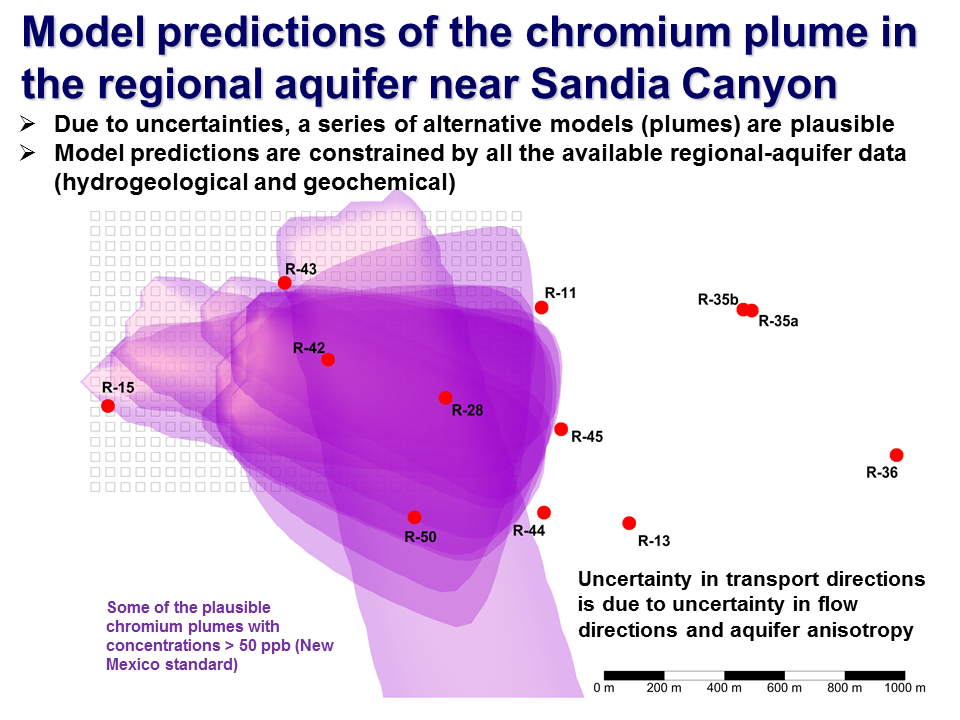 Model predictions of the chromium plume in
the regional aquifer near Sandia Canyon
➢ Due to uncertainties, a series of alternative models (plumes) are plausible
➢ Model predictions are constrained by all the available regional-aquifer data
(hydrogeological and geochemical)
R-43
R-11
R-35b
R-35a
R-42
R-15
R-28
R-45
R-36
R-50
R-44
R-13
Uncertainty in transport directions
is due to uncertainty in flow
directions and aquifer anisotropy
Some of the plausible
chromium plumes with
concentrations > 50 ppb (New
Mexico standard)
0 m 200 m 400 m 600 m 800 m 1000 m